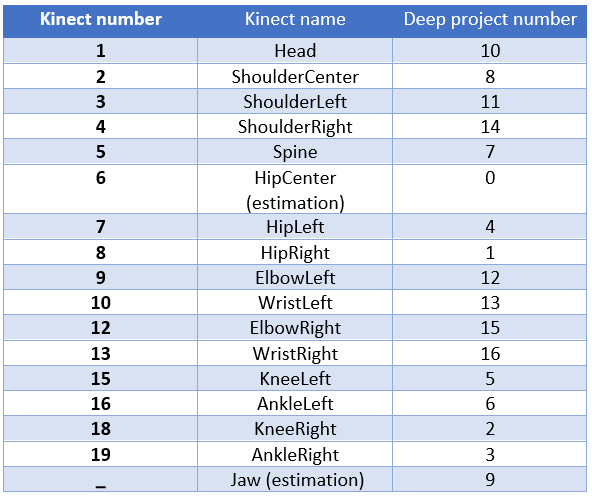 Kinect number Kinect name Deep project number
1 Head 10
2 ShoulderCenter 8
3 ShoulderLeft 11
4 ShoulderRight 14
5 Spine 7
6 HipCenter 0
(estimation)
7 HipLeft 4
8 HipRight 1
9 ElbowLeft 12
10 WristLeft 13
12 ElbowRight 15
13 WristRight 16
15 KneeLeft 5
16 AnkleLeft 6
18 KneeRight 2
19 AnkleRight 3
_ Jaw (estimation) 9